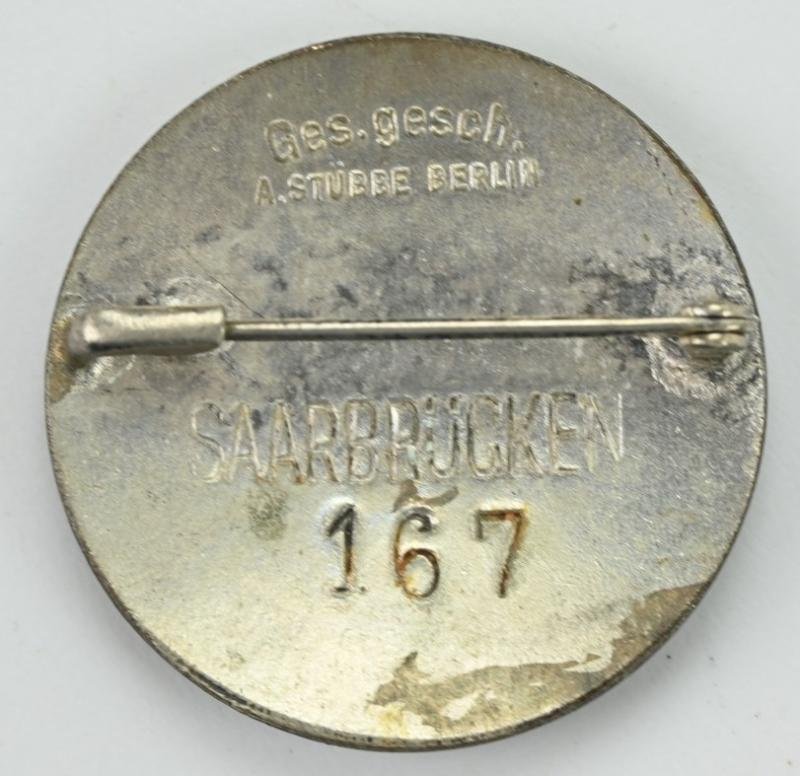 Ges. gesch.
A. STÜBBE BERLIN
SAARBRÜCKEN
167